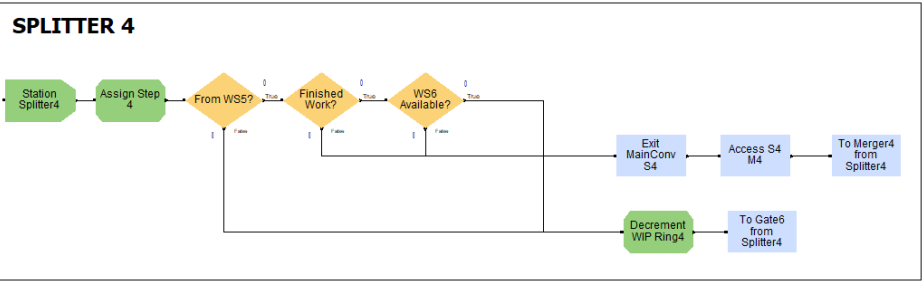 SPLITTER 4
Station
Splitter4
Assign Step
4
From WS5?
0
True
0
False
Finished
Work?
0
True
0
False
WS6
Available?
0
True
0
False
Exit
MainConv
S4
Access S4
M4
To Merger4
from
Splitter4
Decrement
WIP Ring4
To Gate6
from
Splitter4